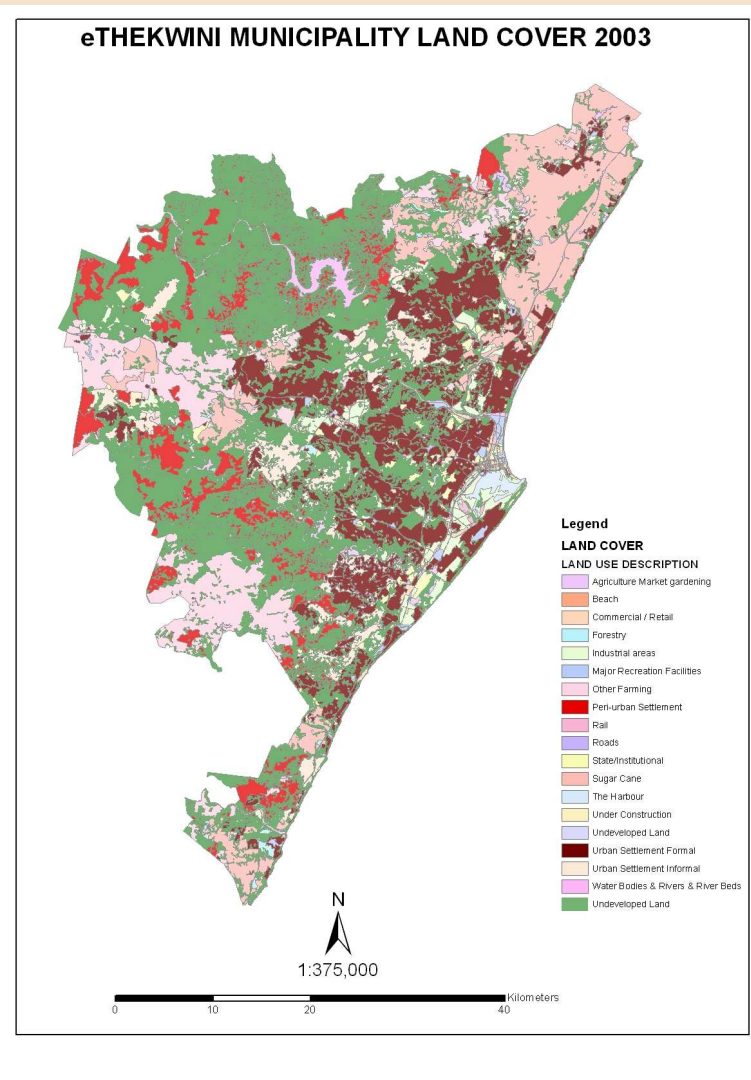 eTHEKWINI MUNICIPALITY LAND COVER 2003
Legend
LAND COVER
LAND USE DESCRIPTION
Agriculture Market gardening
Beach
Commercial / Retail
Forestry
Industrial areas
Major Recreation Facilities
Other Farming
Peri-urban Settlement
Rail
Roads
State/Institutional
Sugar Cane
The Harbour
Under Construction
Undeveloped Land
Urban Settlement Formal
Urban Settlement Informal
Water Bodies & Rivers & River Beds
Undeveloped Land
N
1:375,000
Kilometers
0 10 20 40